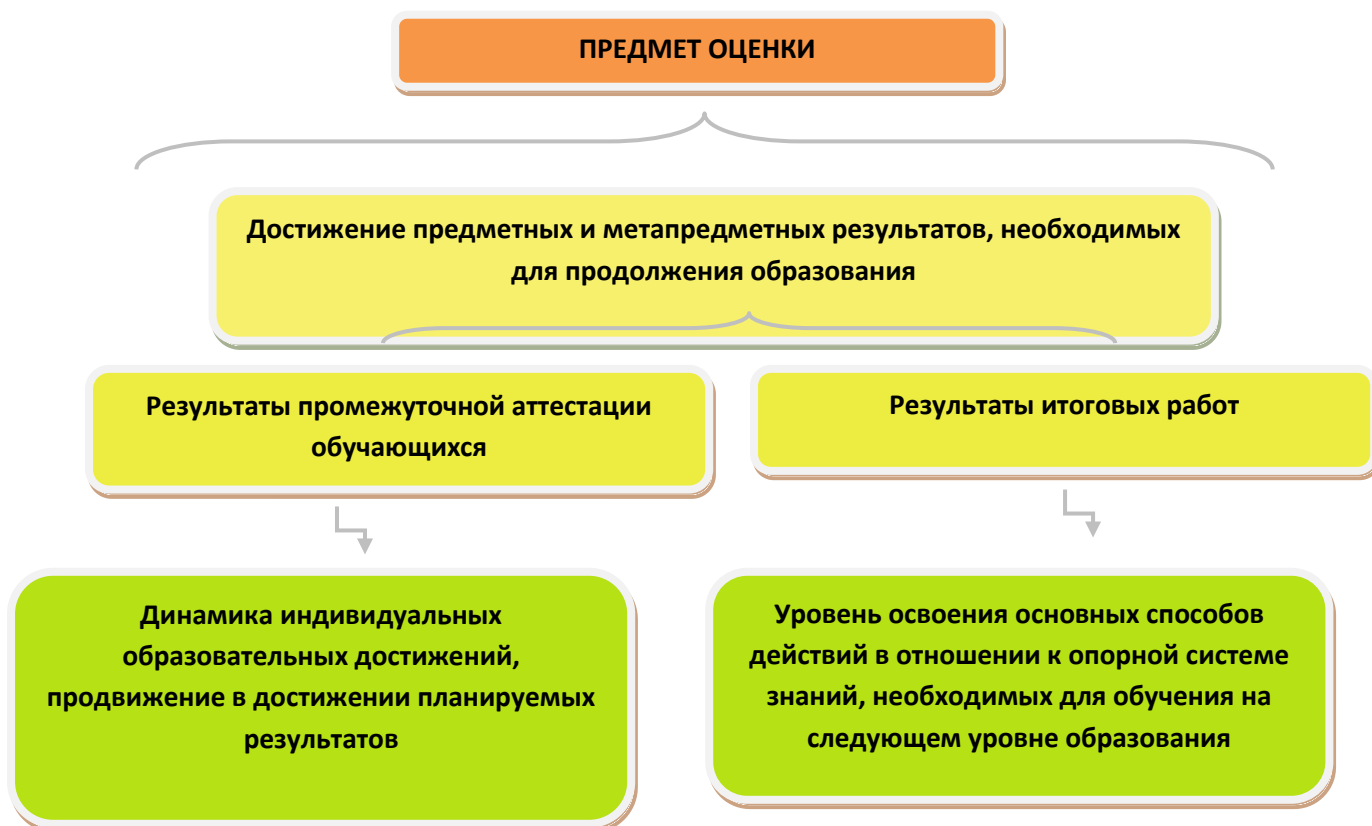 ПРЕДМЕТ ОЦЕНКИ
Достижение предметных и метапредметных результатов, необходимых
для продолжения образования
Результаты промежуточной аттестации
обучающихся
Результаты итоговых работ
Динамика индивидуальных
образовательных достижений,
продвижение в достижении планируемых
результатов
Уровень освоения основных способов
действий в отношении к опорной системе
знаний, необходимых для обучения на
следующем уровне образования